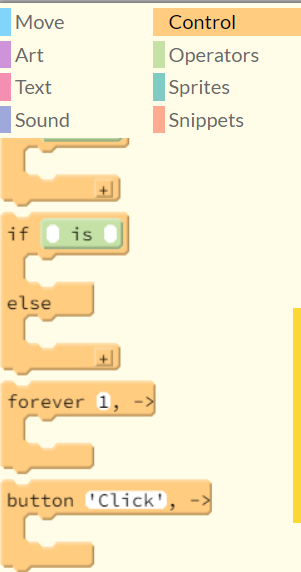 Move Control
Art Operators
Text Sprites
Sound Snippets
+
if is
else
+
forever 1, ->
button 'Click', ->